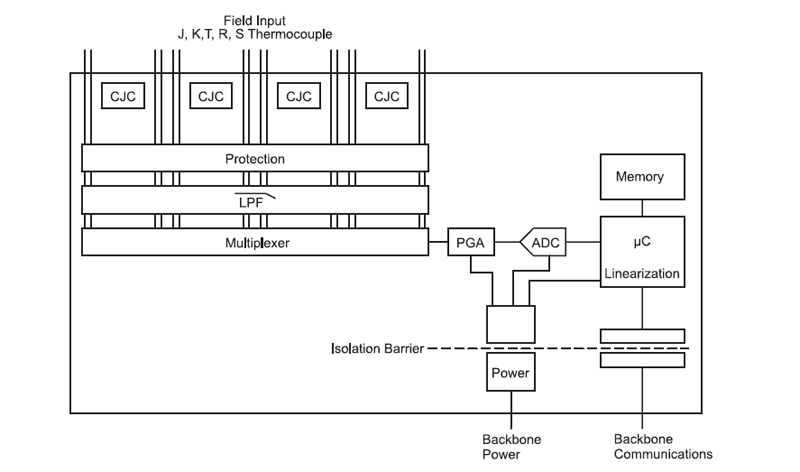 Field Input
J, K,T, R, S Thermocouple
CJC
CJC
CJC
CJC
Protection
LPF
Multiplexer
PGA
ADC
Memory
µC
Linearization
Isolation Barrier
Power
Backbone
Power
Backbone
Communications